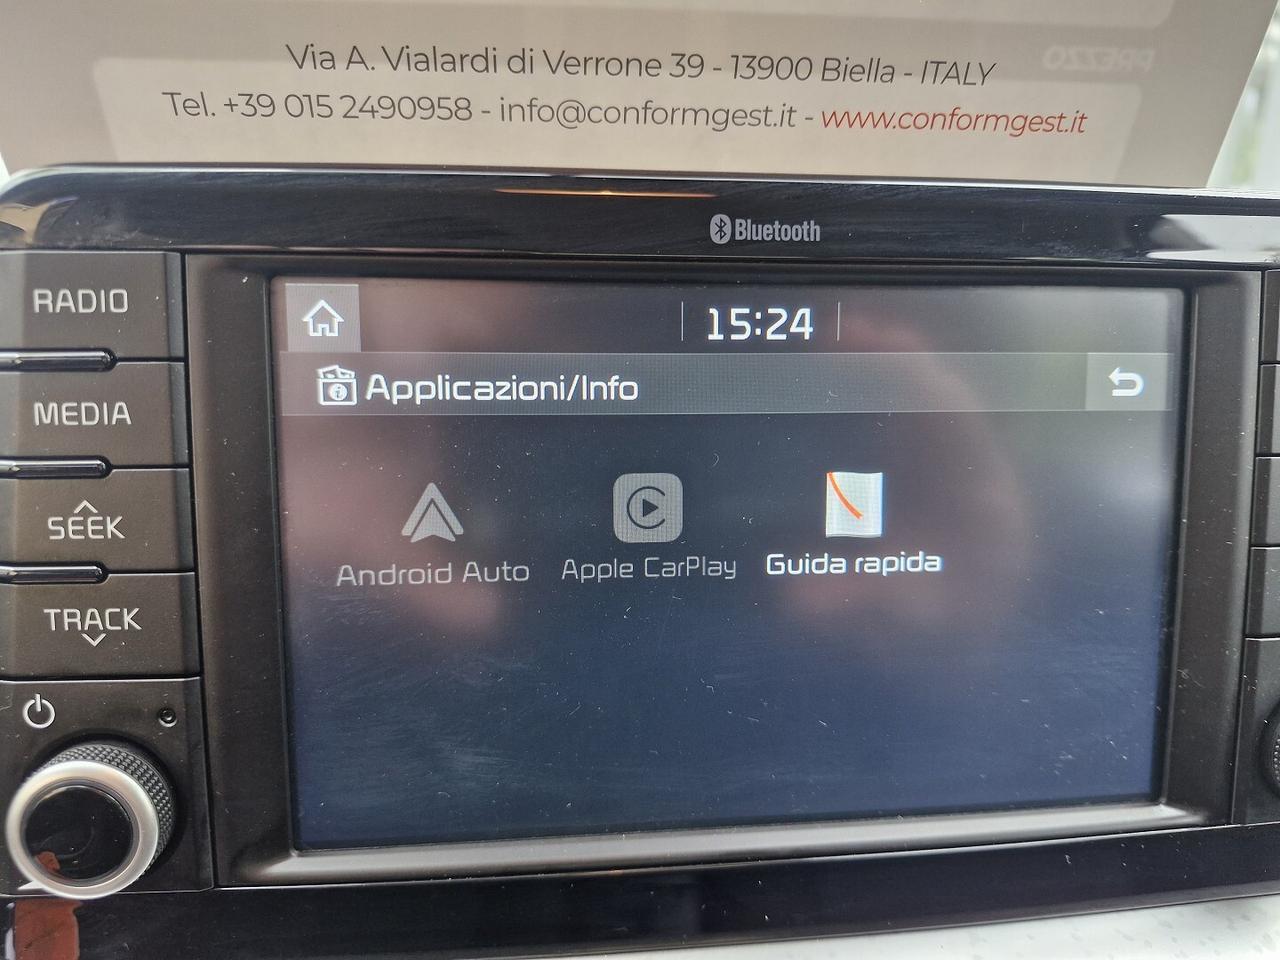 PREZZO
Via A. Vialardi di Verrone 39 - 13900 Biella - ITALY
Tel. +39 015 2490958 - info@conformgest.it - www.conformgest.it
Bluetooth
RADIO
MEDIA
SEEK
TRACK
15:24
Applicazioni/Info
Android Auto
Apple CarPlay
Guida rapida